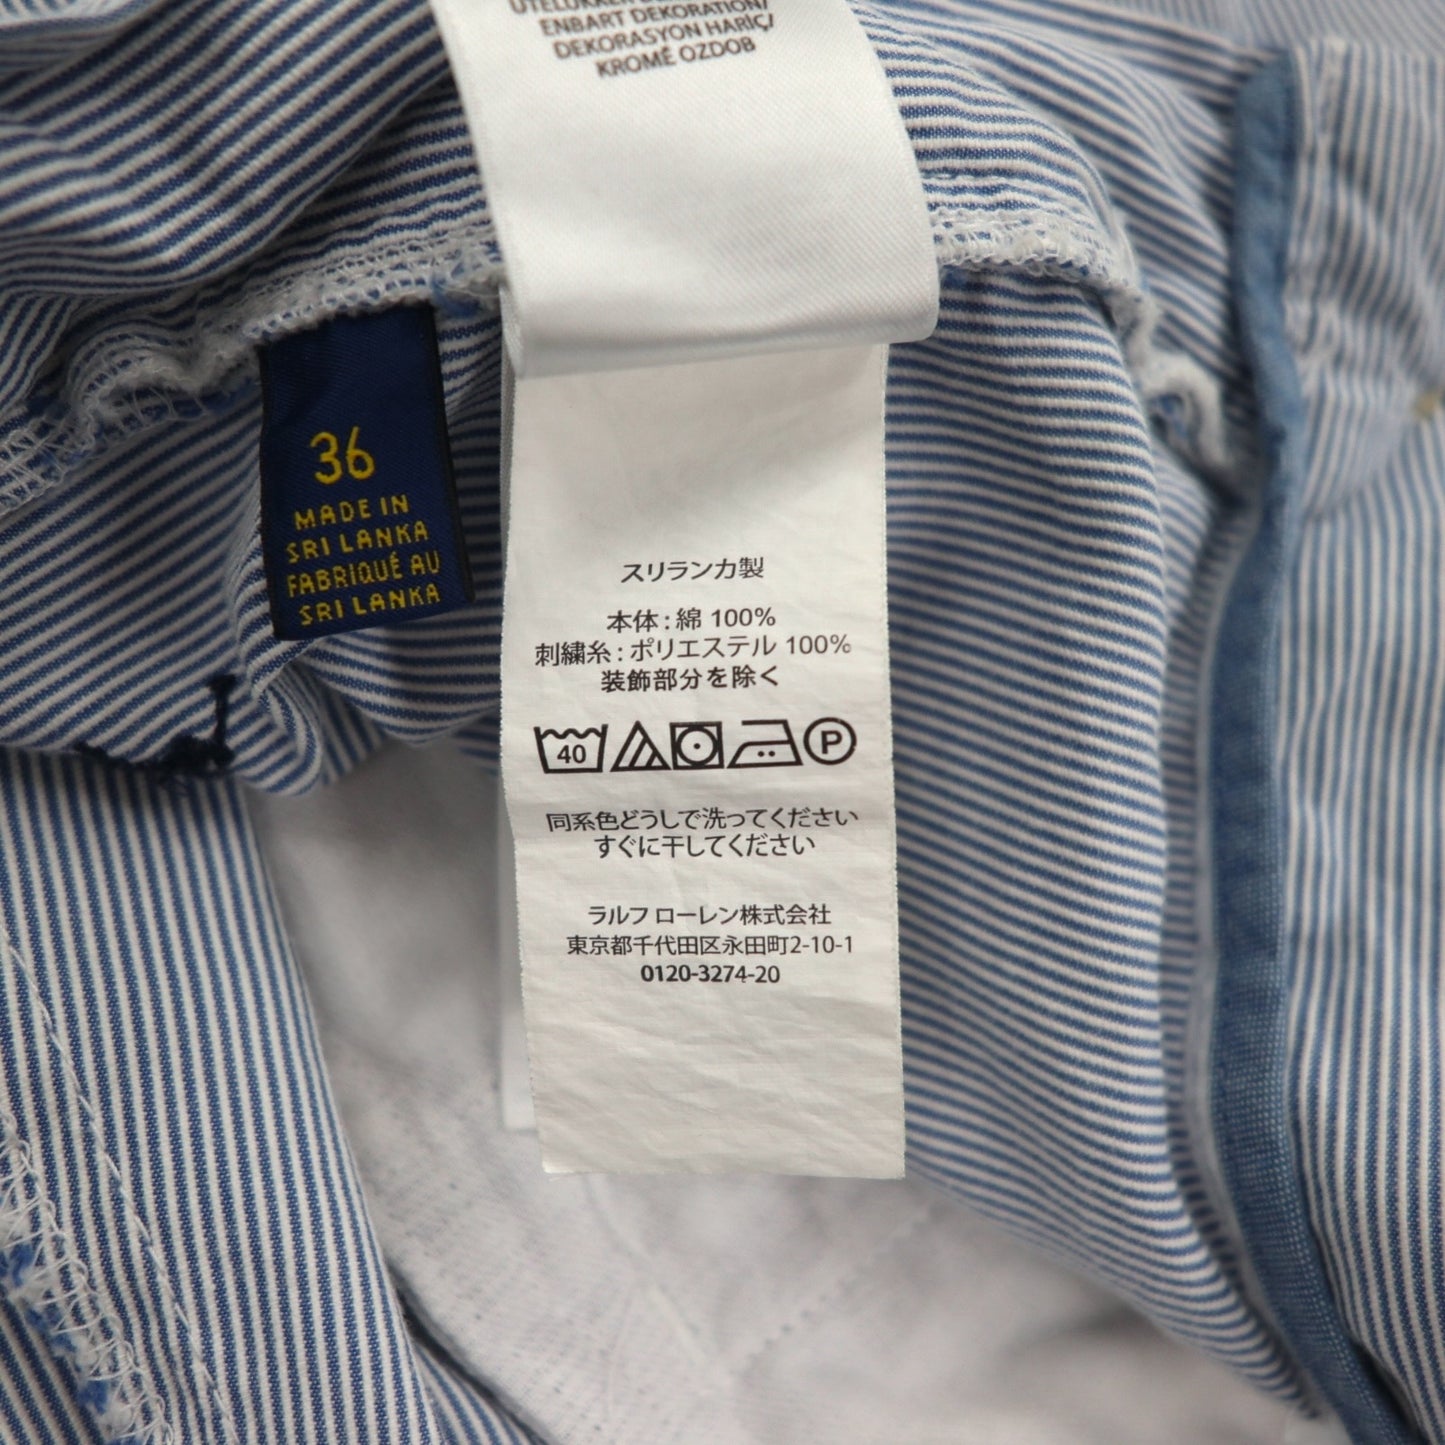 ENBART DEKORATION/
DEKORASYON HARİÇ/
KROMĚ OZDOB
36
MADE IN
SRI LANKA
FABRIQUÉ AU
SRI LANKA
スリランカ製
本体 : 綿 100%
刺繍糸 : ポリエステル 100%
装飾部分を除く
40
P
同系色どうしで洗ってください
すぐに干してください
ラルフ ローレン株式会社
東京都千代田区永田町2-10-1
0120-3274-20